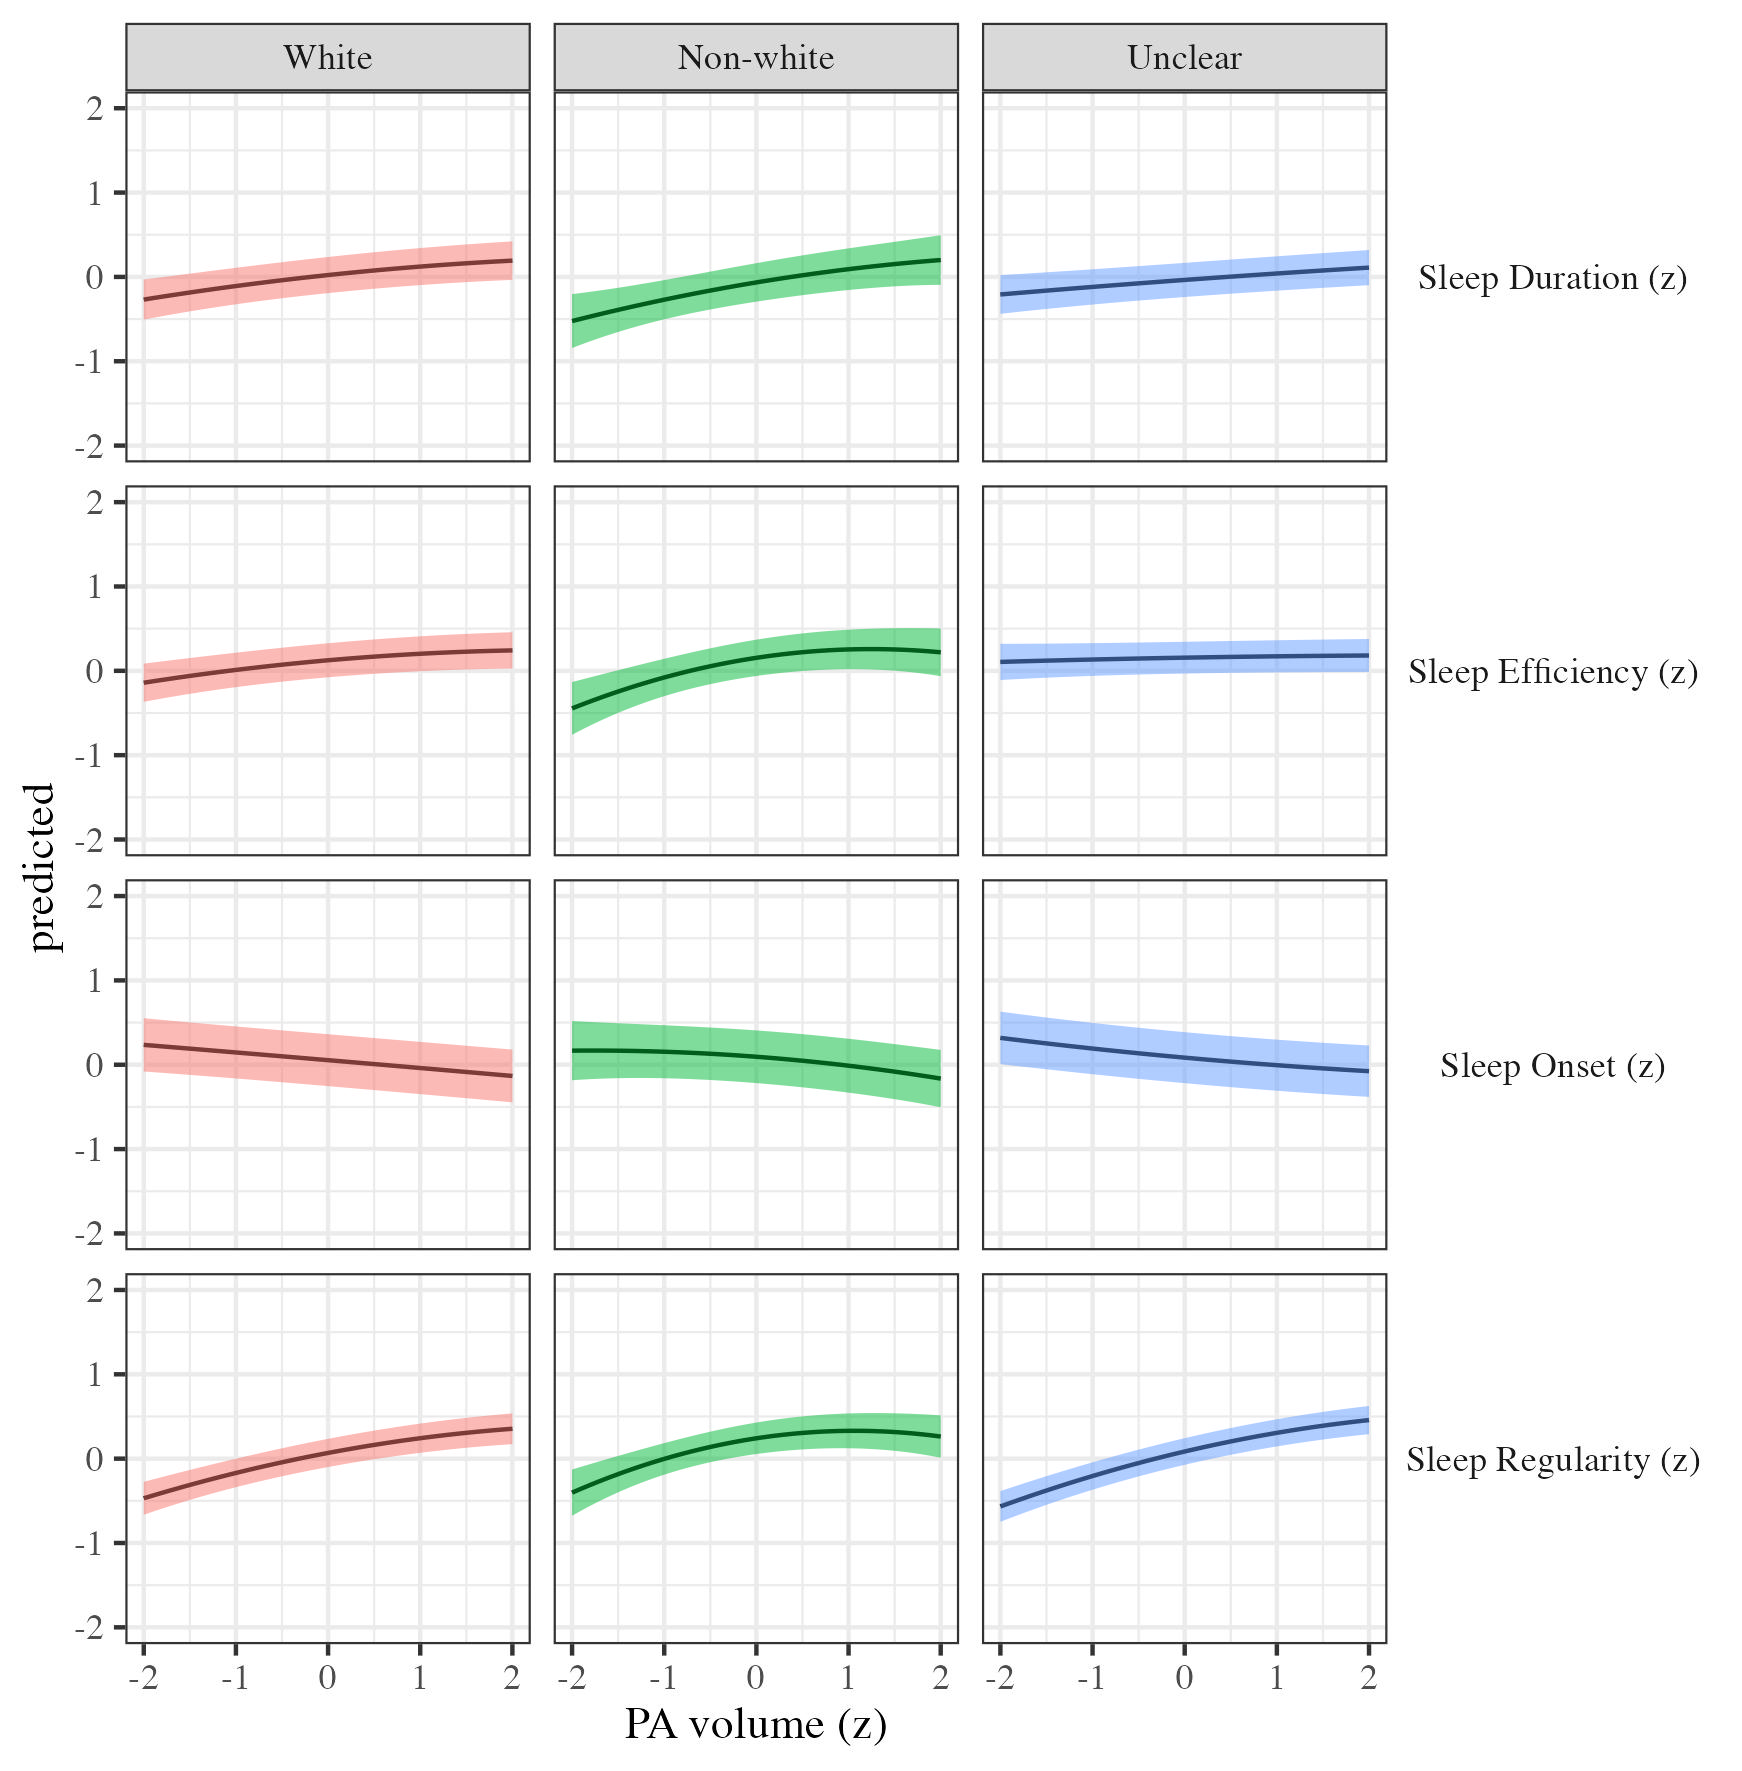 White Non-white Unclear
2
1
0
-1
-2
Sleep Duration (z)
2
1
0
-1
-2
Sleep Efficiency (z)
2
1
0
-1
-2
Sleep Onset (z)
2
1
0
-1
-2
Sleep Regularity (z)
predicted
-2 -1 0 1 2 -2 -1 0 1 2 -2 -1 0 1 2
PA volume (z)